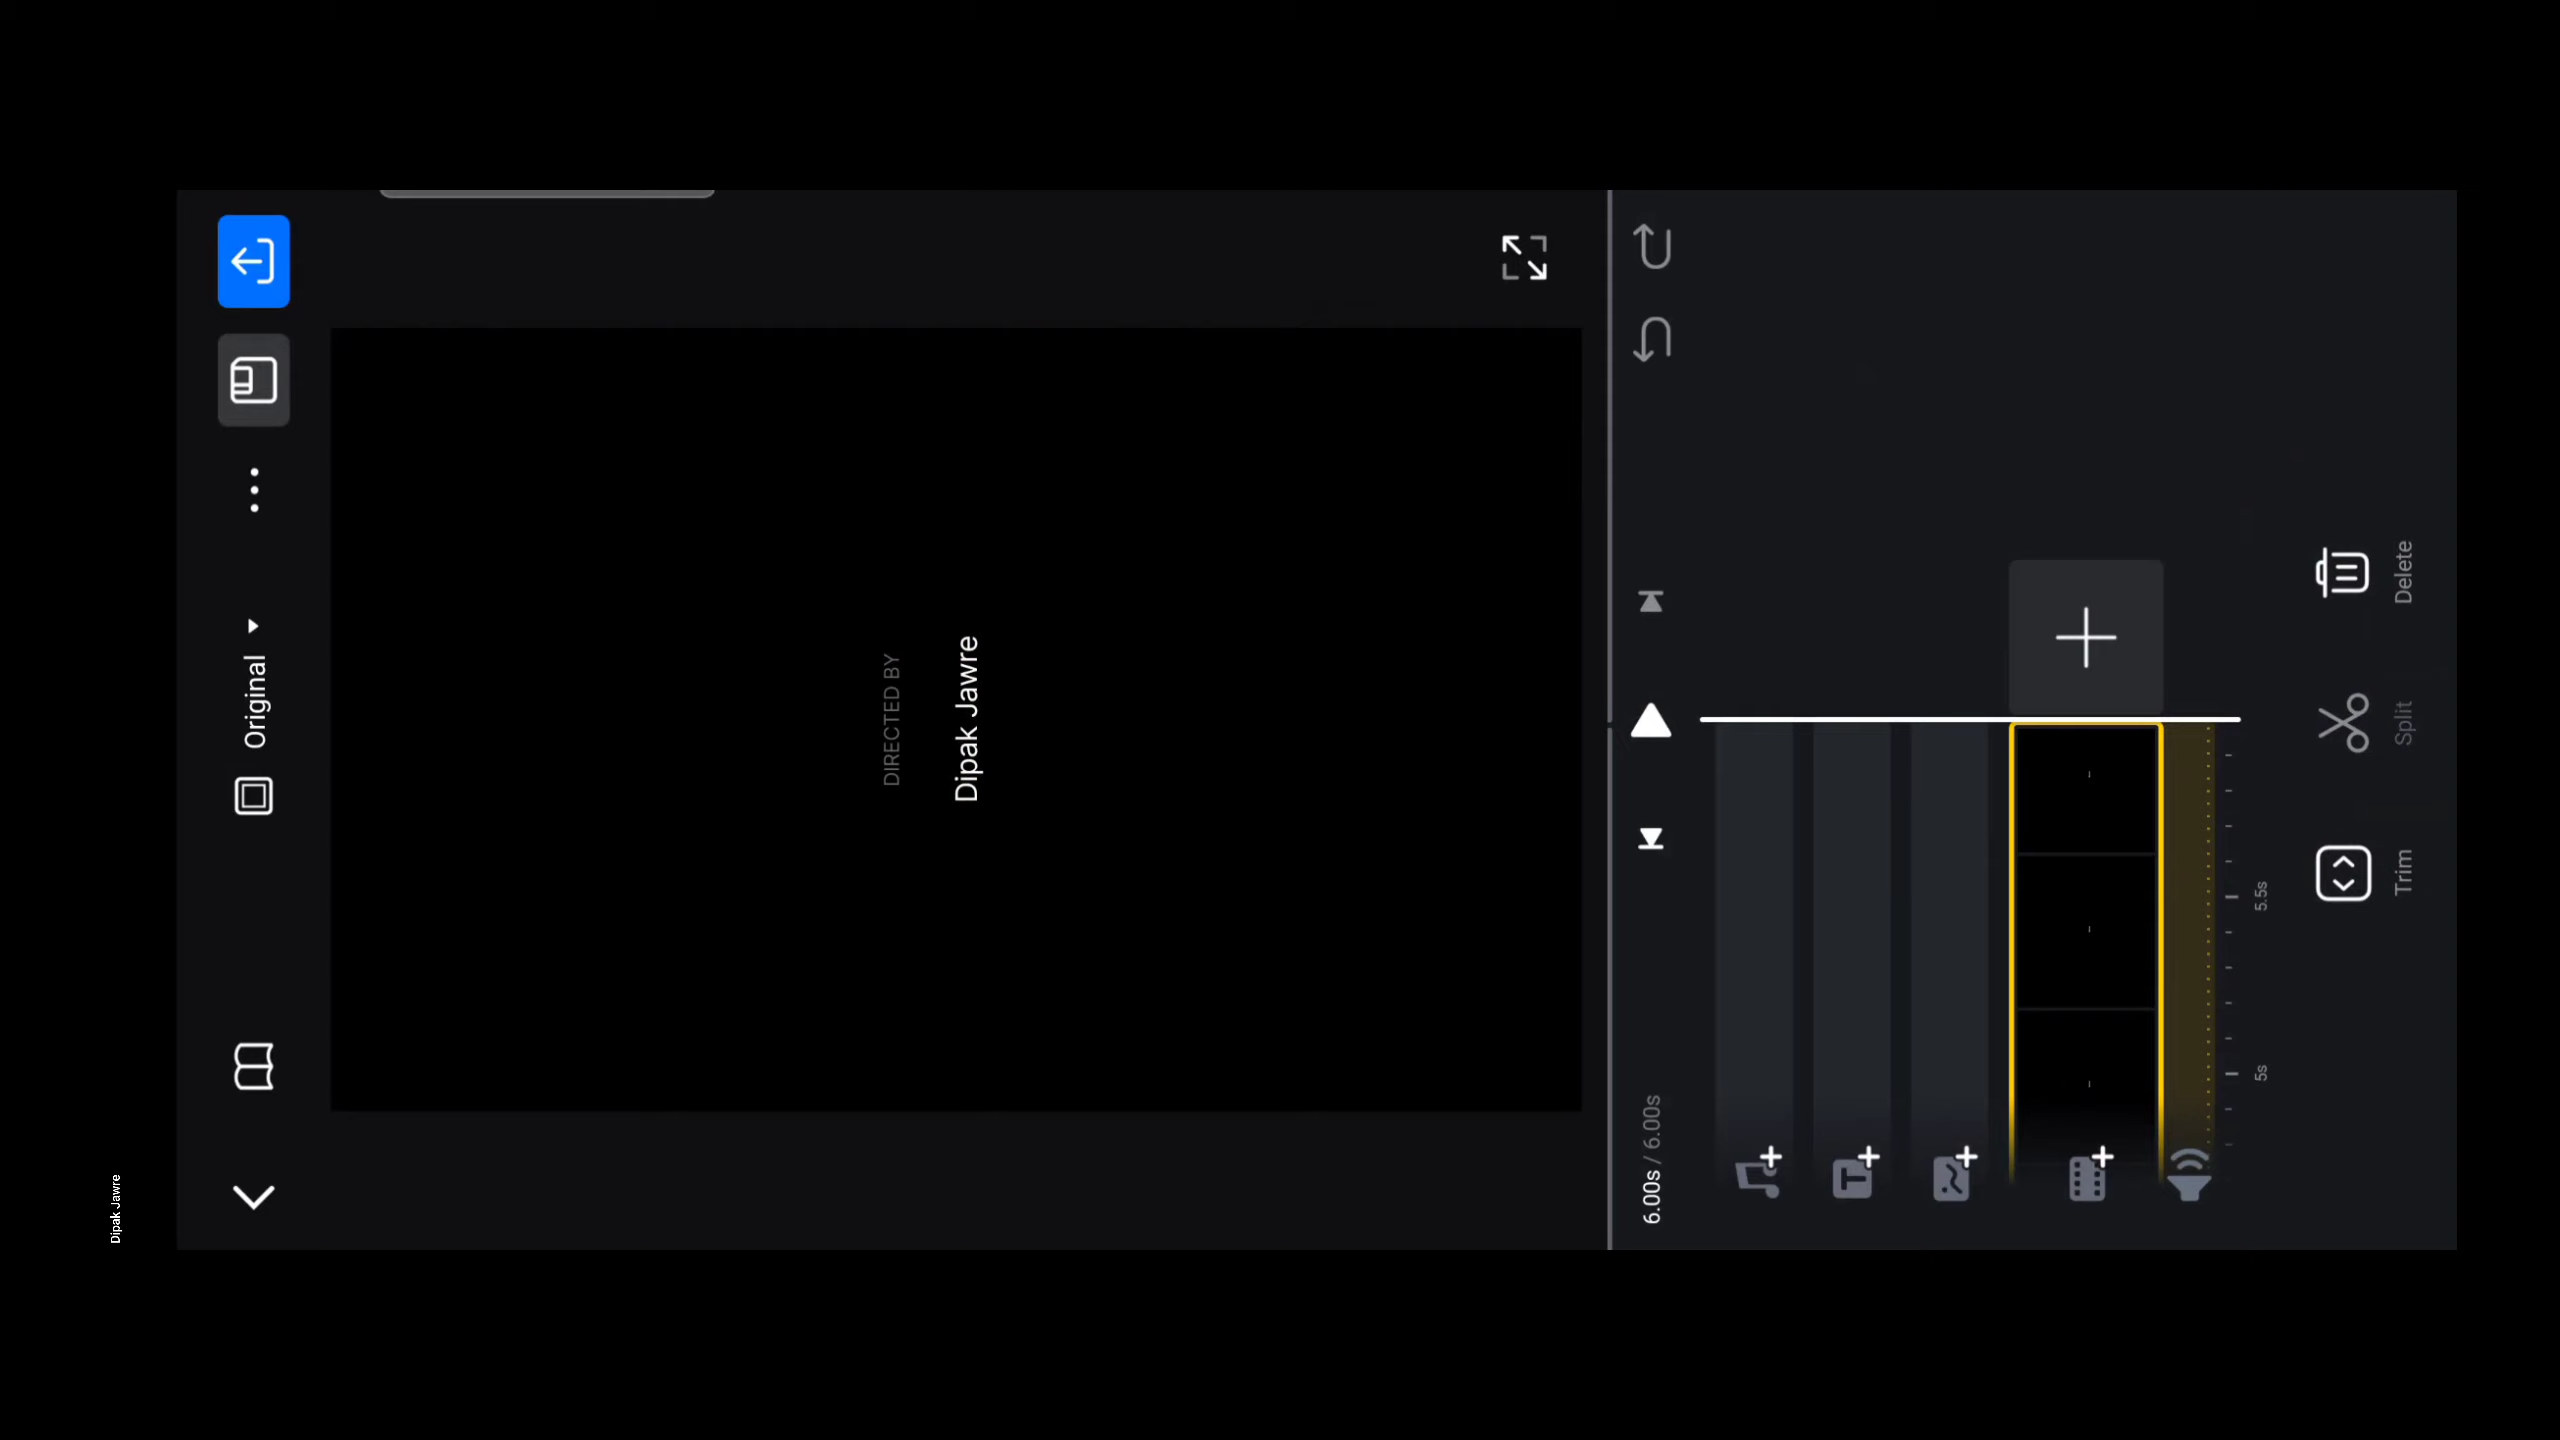 Dipak Jawre
Original
DIRECTED BY
Dipak Jawre
6.00s / 6.00s
5s
5.5s
Trim
Split
Delete